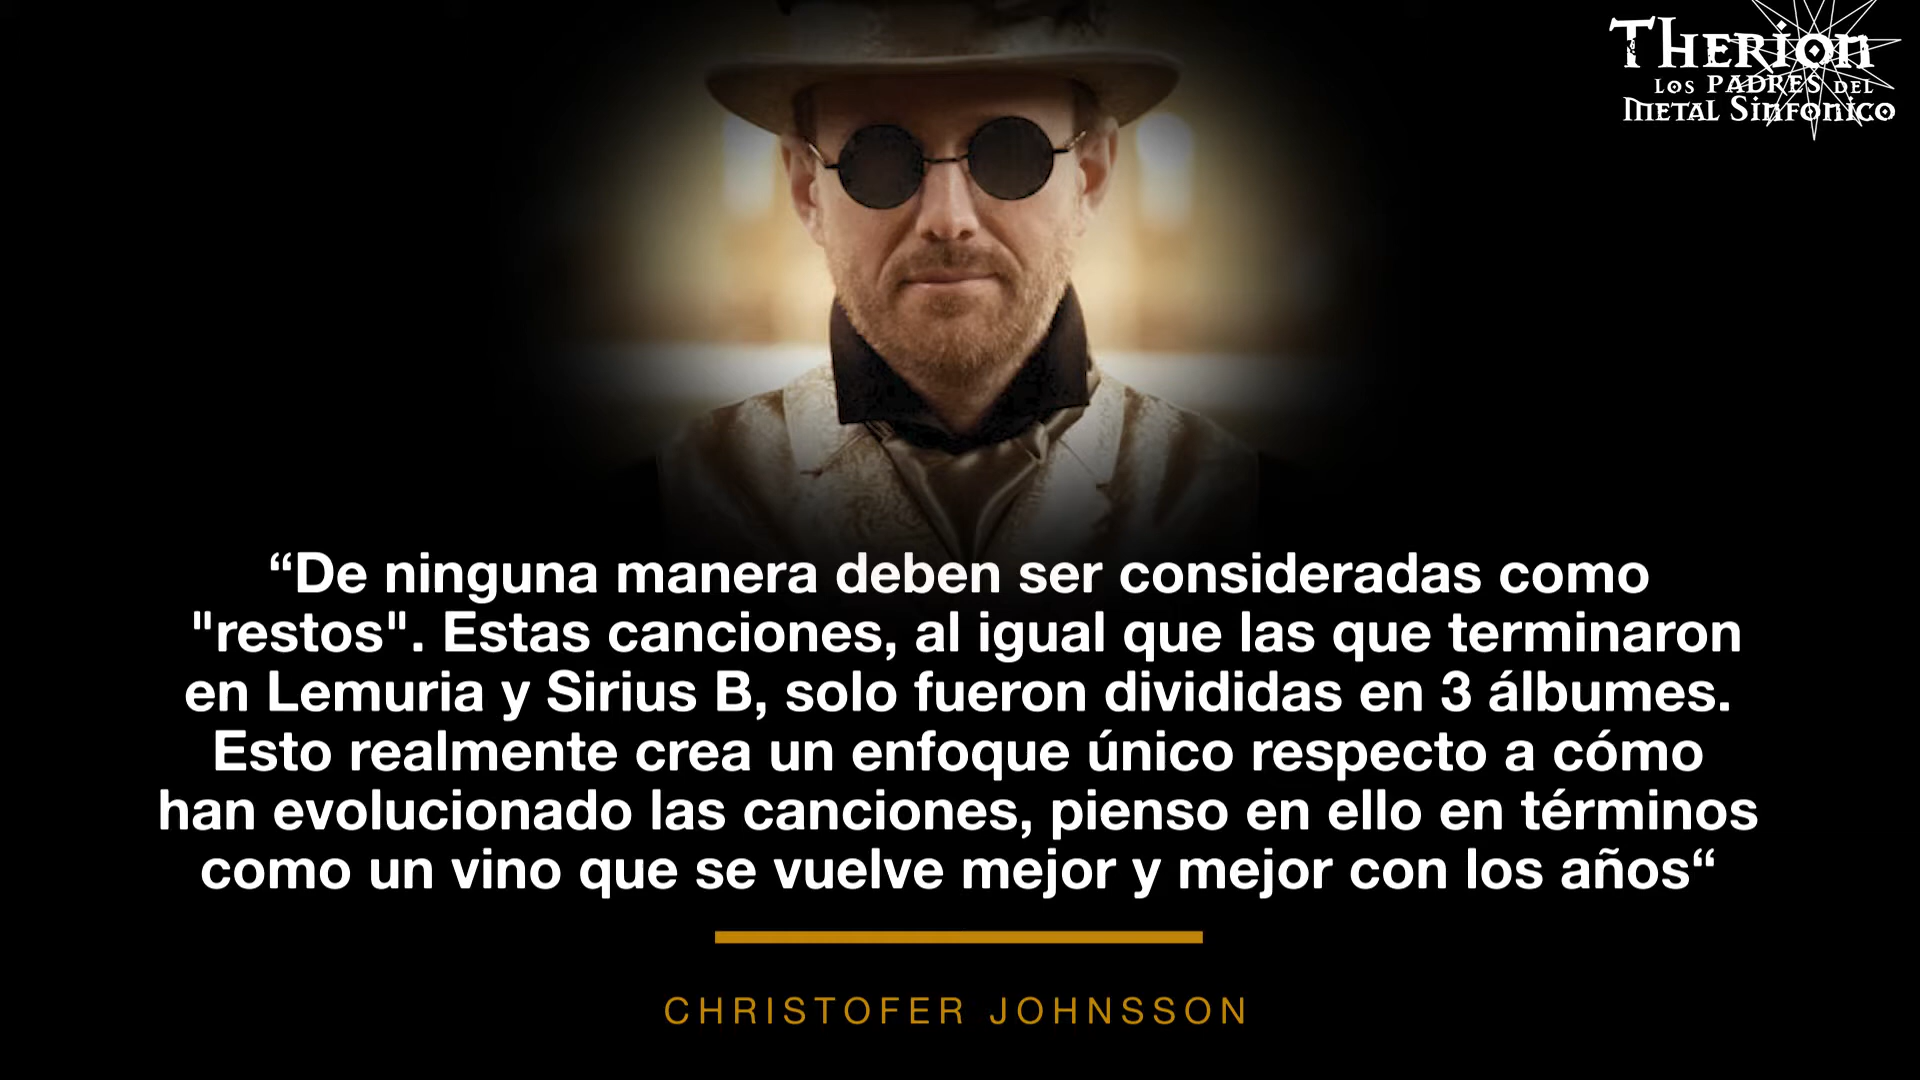 Therion
LOS PADRES DEL
METAL SINFONICO
“De ninguna manera deben ser consideradas como
"restos". Estas canciones, al igual que las que terminaron
en Lemuria y Sirius B, solo fueron divididas en 3 álbumes.
Esto realmente crea un enfoque único respecto a cómo
han evolucionado las canciones, pienso en ello en términos
como un vino que se vuelve mejor y mejor con los años“
CHRISTOFER JOHNSSON